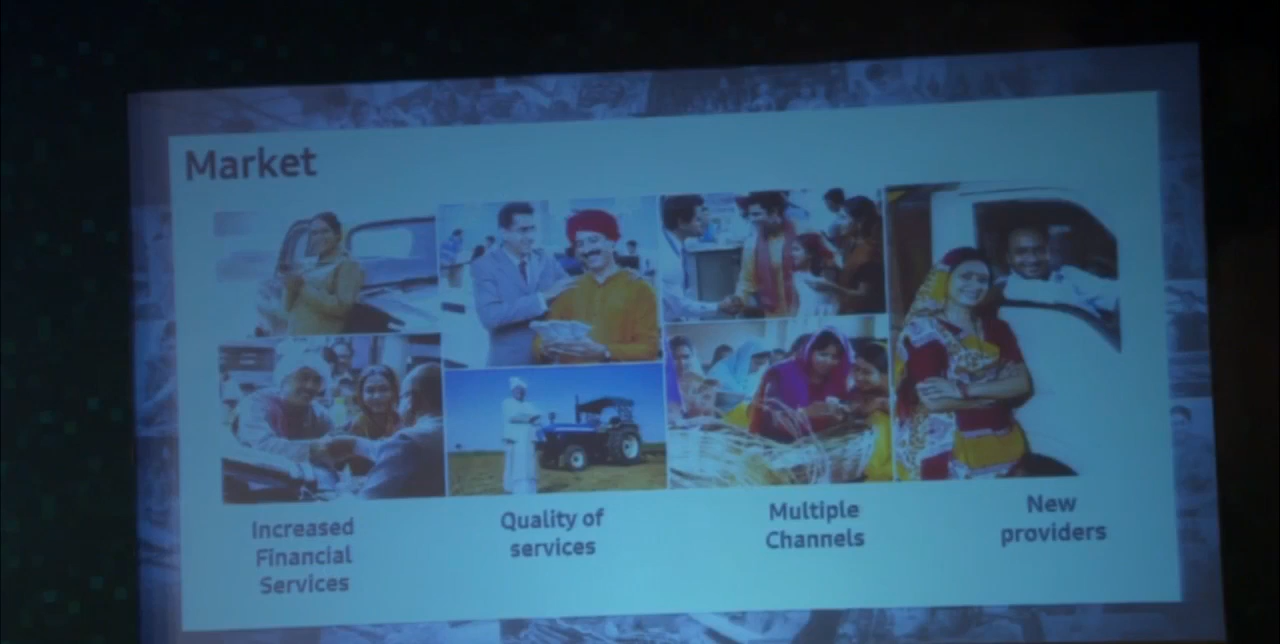 Market
Increased
Financial
Services
Quality of
services
Multiple
Channels
New
providers